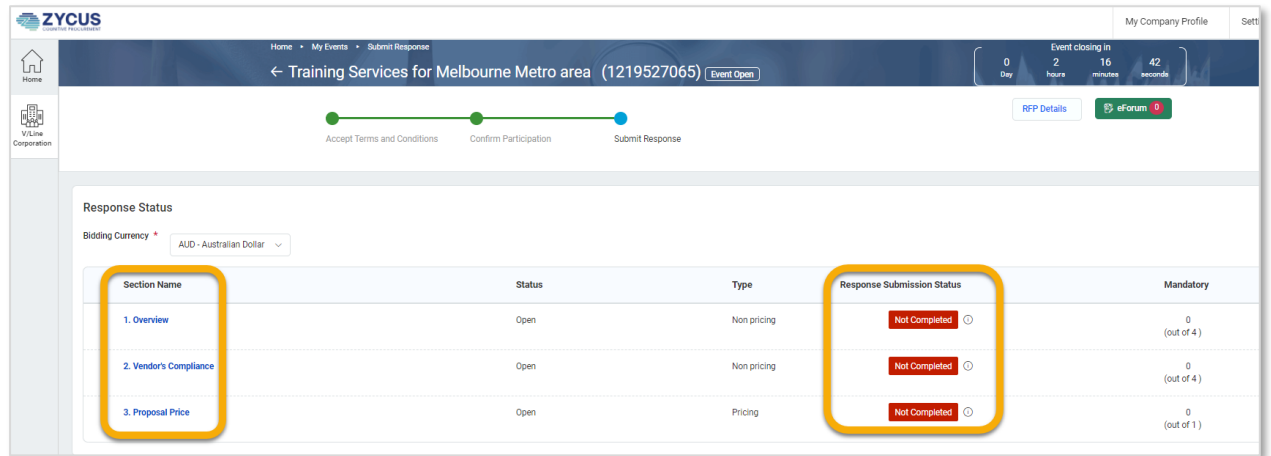 ZYCUS
COGNITIVE PROCUREMENT
My Company Profile
Setti
Home
V/Line
Corporation
Home • My Events • Submit Response
← Training Services for Melbourne Metro area (1219527065) Event Open
Event closing in
0 2 16 42
Day hours minutes seconds
RFP Details
eForum 0
Accept Terms and Conditions
Confirm Participation
Submit Response
Response Status
Bidding Currency * AUD - Australian Dollar
Section Name Status Type Response Submission Status Mandatory
1. Overview Open Non pricing Not Completed 0
(out of 4 )
2. Vendor's Compliance Open Non pricing Not Completed 0
(out of 4 )
3. Proposal Price Open Pricing Not Completed 0
(out of 1 )